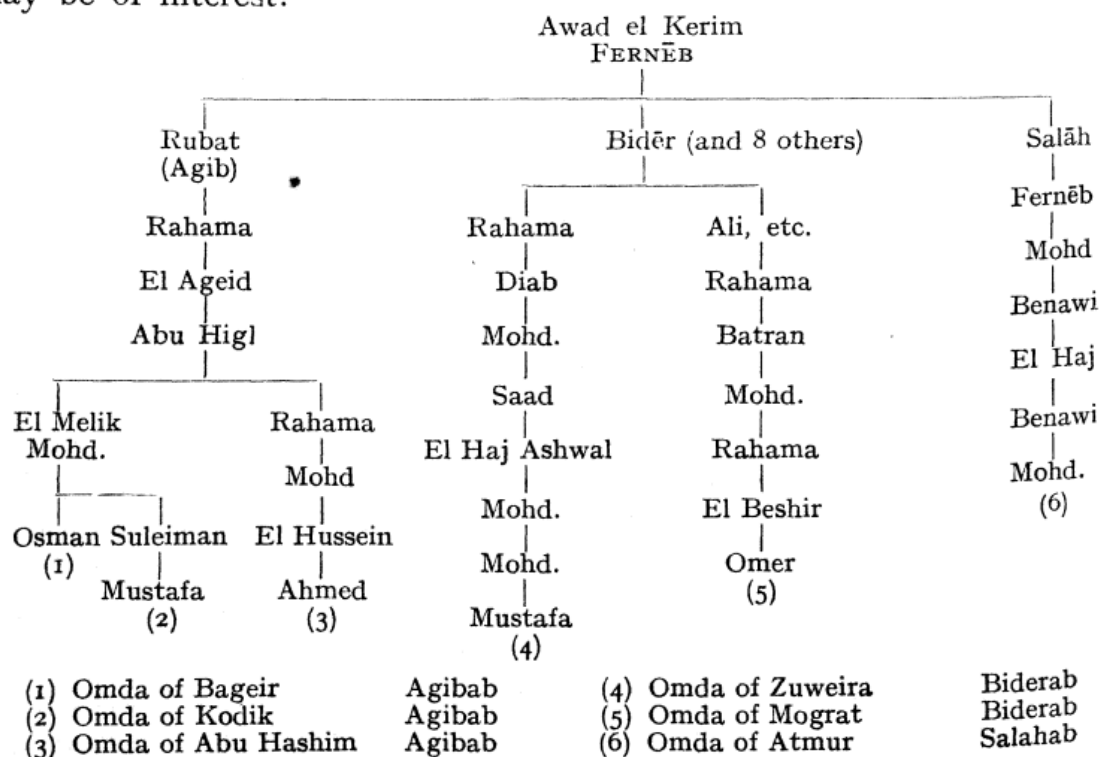 may be of interest:
Awad el Kerim
FERNĒB
Rubat Bidēr (and 8 others) Salāh
(Agib)
Fernēb
Rahama Rahama Ali, etc.
Mohd
El Ageid Diab Rahama
Benawi
Abu Higl Mohd. Batran
El Haj
Saad Mohd.
El Melik Rahama Benawi
Mohd. El Haj Ashwal Rahama
Mohd Mohd.
Mohd. El Beshir (6)
Osman Suleiman El Hussein
(1) Mohd. Omer
Mustafa Ahmed (5)
(2) (3) Mustafa
(4)
(1) Omda of Bageir Agibab (4) Omda of Zuweira Biderab
(2) Omda of Kodik Agibab (5) Omda of Mograt Biderab
(3) Omda of Abu Hashim Agibab (6) Omda of Atmur Salahab